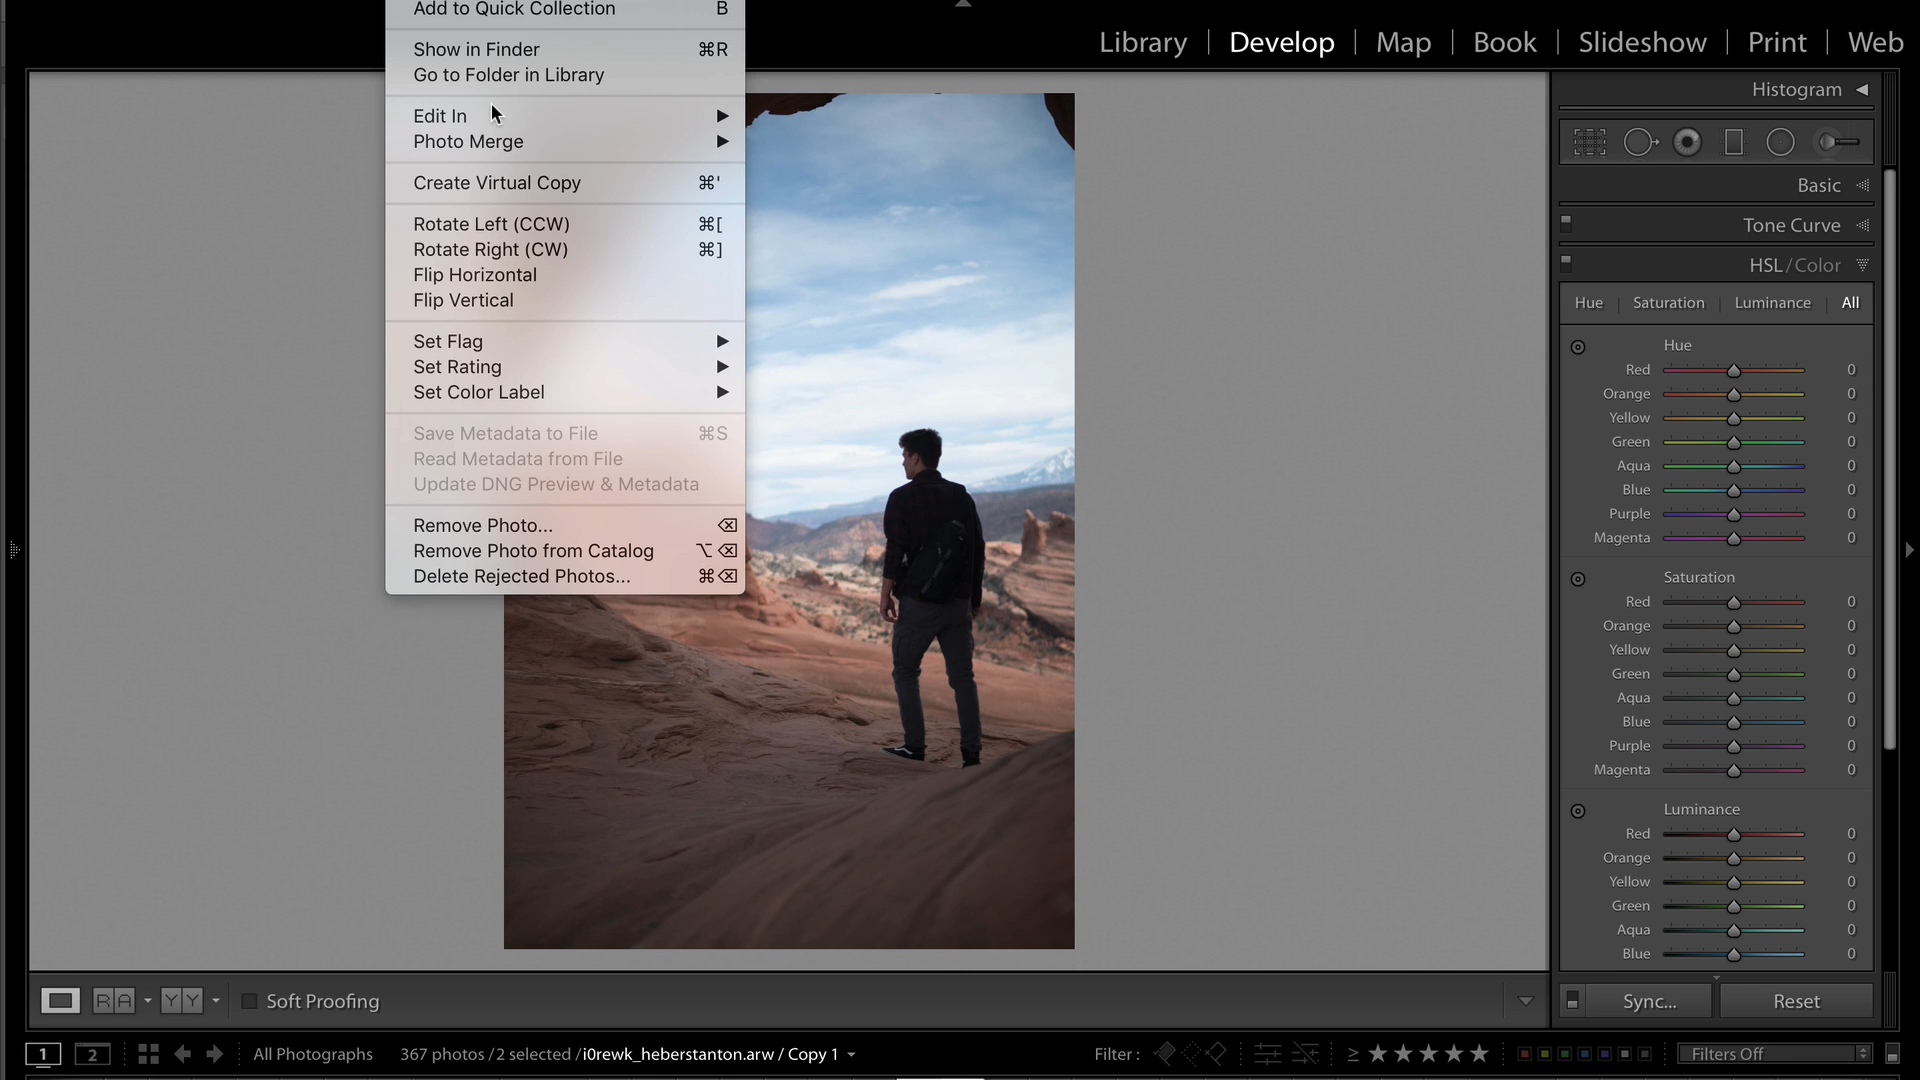 Add to Quick Collection B
Show in Finder ⌘R
Go to Folder in Library
Edit In
Photo Merge
Create Virtual Copy ⌘'
Rotate Left (CCW) ⌘[
Rotate Right (CW) ⌘]
Flip Horizontal
Flip Vertical
Set Flag
Set Rating
Set Color Label
Save Metadata to File ⌘S
Read Metadata from File
Update DNG Preview & Metadata
Remove Photo... ⌫
Remove Photo from Catalog ⌥⌫
Delete Rejected Photos... ⌘⌫
Library | Develop | Map | Book | Slideshow | Print | Web
Histogram
Basic
Tone Curve
HSL / Color
Hue | Saturation | Luminance | All
Hue
Red 0
Orange 0
Yellow 0
Green 0
Aqua 0
Blue 0
Purple 0
Magenta 0
Saturation
Red 0
Orange 0
Yellow 0
Green 0
Aqua 0
Blue 0
Purple 0
Magenta 0
Luminance
Red 0
Orange 0
Yellow 0
Green 0
Aqua 0
Blue 0
RA YY Soft Proofing
Sync... Reset
1 2 All Photographs 367 photos / 2 selected / i0rewk_heberstanton.arw / Copy 1 Filter : ≥ ★★★★★ Filters Off